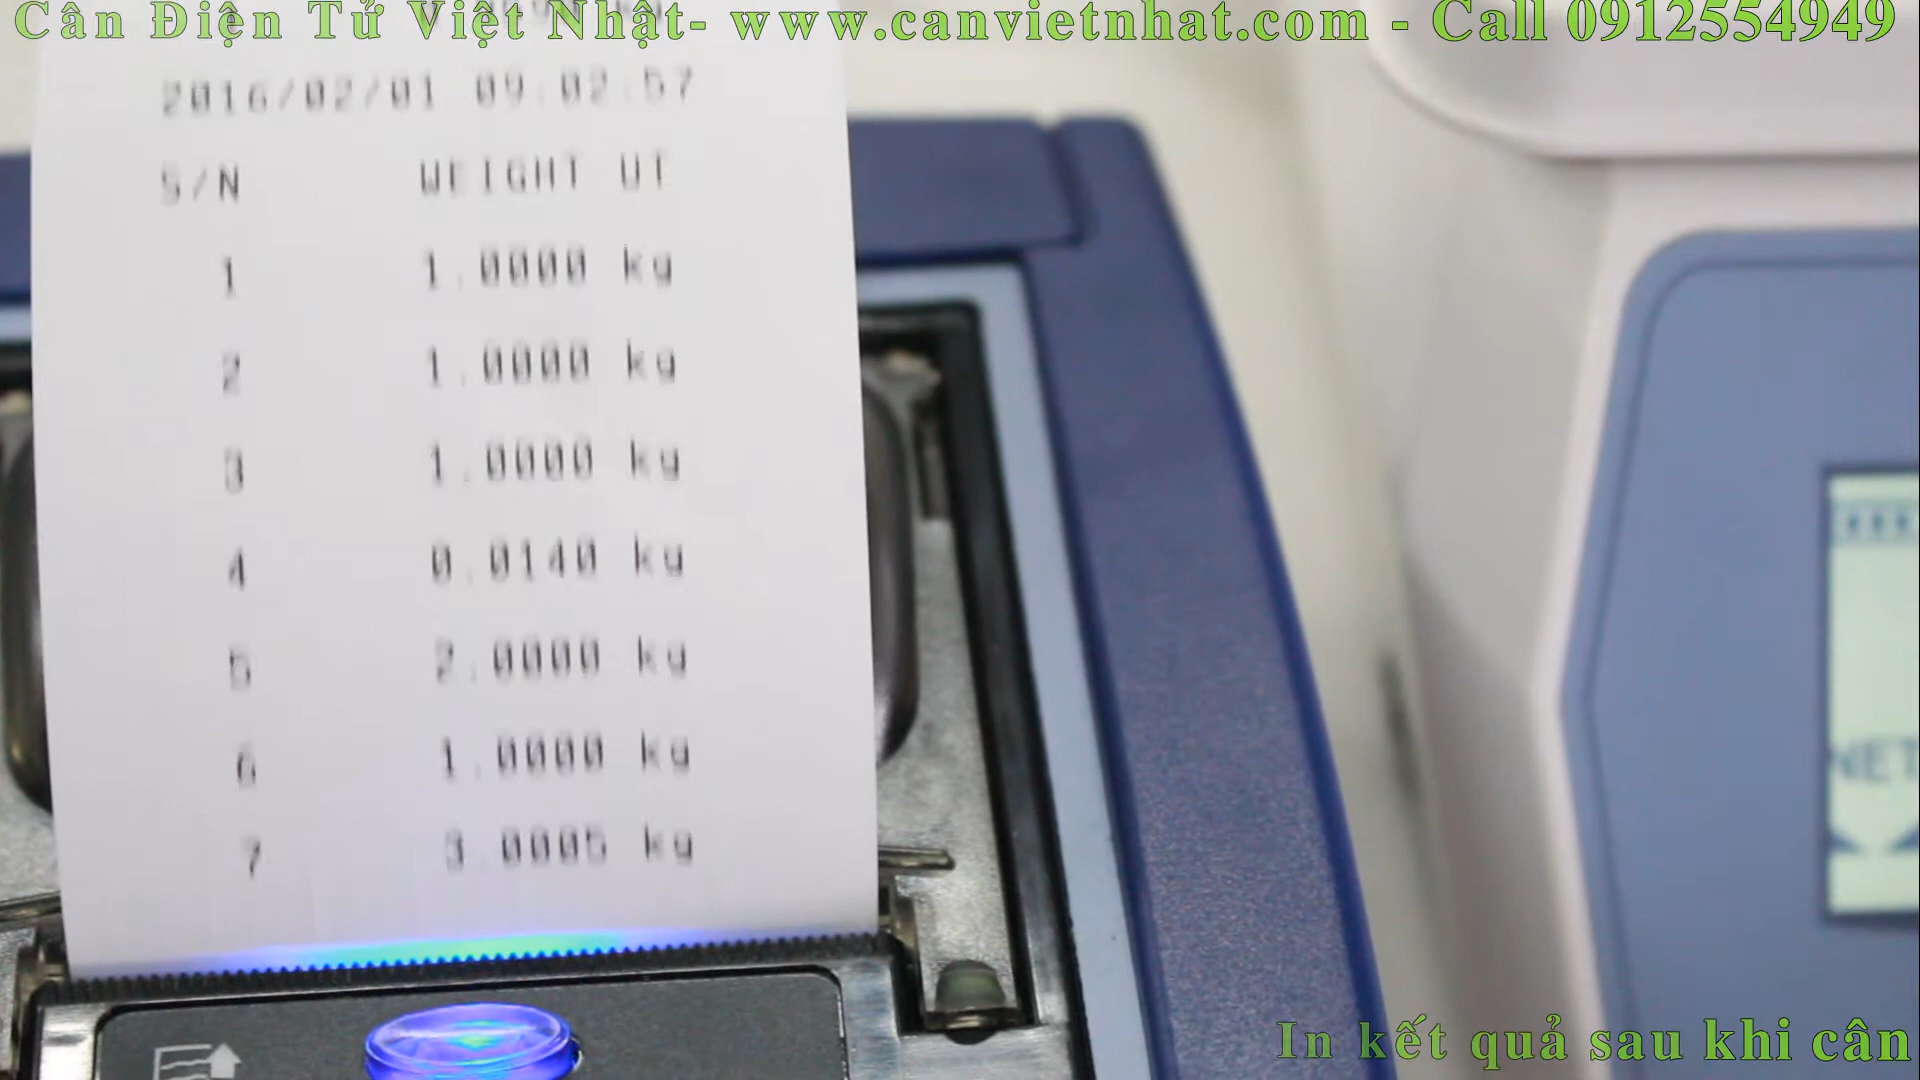 Cân Điện Tử Việt Nhật- www.canvietnhat.com - Call 0912554949
2016/02/01 09:02:57
S/N WEIGHT UT
1 1.0000 kg
2 1.0000 kg
3 1.0000 kg
4 0.0140 kg
5 2.0000 kg
6 1.0000 kg
7 3.0005 kg
NET
In kết quả sau khi cân